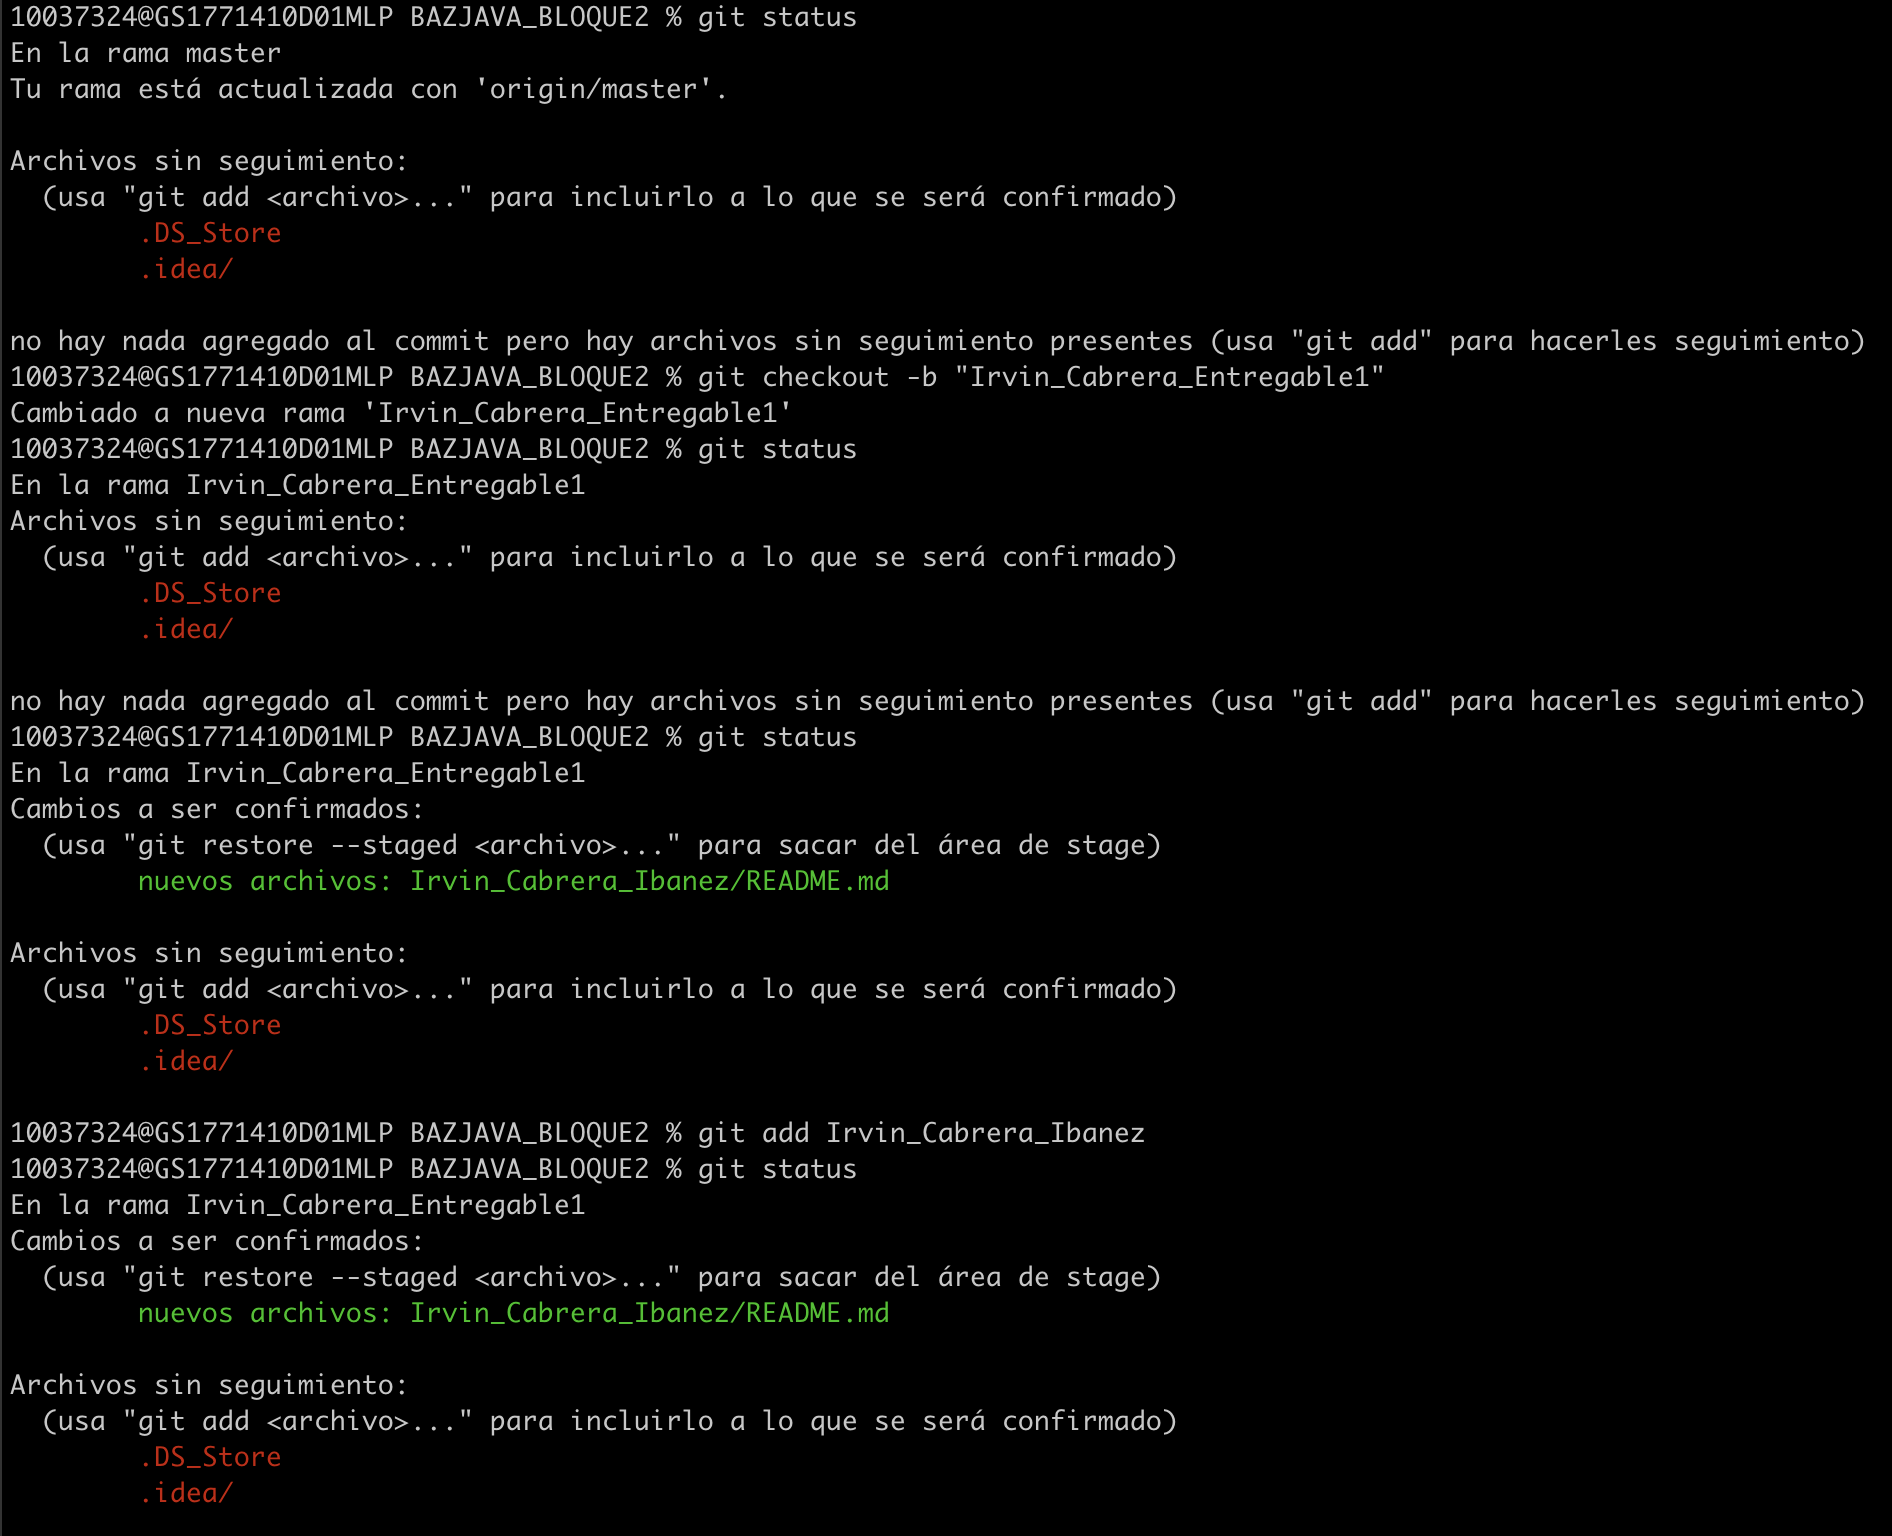 10037324@GS1771410D01MLP BAZJAVA_BLOQUE2 % git status
En la rama master
Tu rama está actualizada con 'origin/master'.
Archivos sin seguimiento:
(usa "git add <archivo>..." para incluirlo a lo que se será confirmado)
.DS_Store
.idea/
no hay nada agregado al commit pero hay archivos sin seguimiento presentes (usa "git add" para hacerles seguimiento)
10037324@GS1771410D01MLP BAZJAVA_BLOQUE2 % git checkout -b "Irvin_Cabrera_Entregable1"
Cambiado a nueva rama 'Irvin_Cabrera_Entregable1'
10037324@GS1771410D01MLP BAZJAVA_BLOQUE2 % git status
En la rama Irvin_Cabrera_Entregable1
Archivos sin seguimiento:
(usa "git add <archivo>..." para incluirlo a lo que se será confirmado)
.DS_Store
.idea/
no hay nada agregado al commit pero hay archivos sin seguimiento presentes (usa "git add" para hacerles seguimiento)
10037324@GS1771410D01MLP BAZJAVA_BLOQUE2 % git status
En la rama Irvin_Cabrera_Entregable1
Cambios a ser confirmados:
(usa "git restore --staged <archivo>..." para sacar del área de stage)
nuevos archivos: Irvin_Cabrera_Ibanez/README.md
Archivos sin seguimiento:
(usa "git add <archivo>..." para incluirlo a lo que se será confirmado)
.DS_Store
.idea/
10037324@GS1771410D01MLP BAZJAVA_BLOQUE2 % git add Irvin_Cabrera_Ibanez
10037324@GS1771410D01MLP BAZJAVA_BLOQUE2 % git status
En la rama Irvin_Cabrera_Entregable1
Cambios a ser confirmados:
(usa "git restore --staged <archivo>..." para sacar del área de stage)
nuevos archivos: Irvin_Cabrera_Ibanez/README.md
Archivos sin seguimiento:
(usa "git add <archivo>..." para incluirlo a lo que se será confirmado)
.DS_Store
.idea/